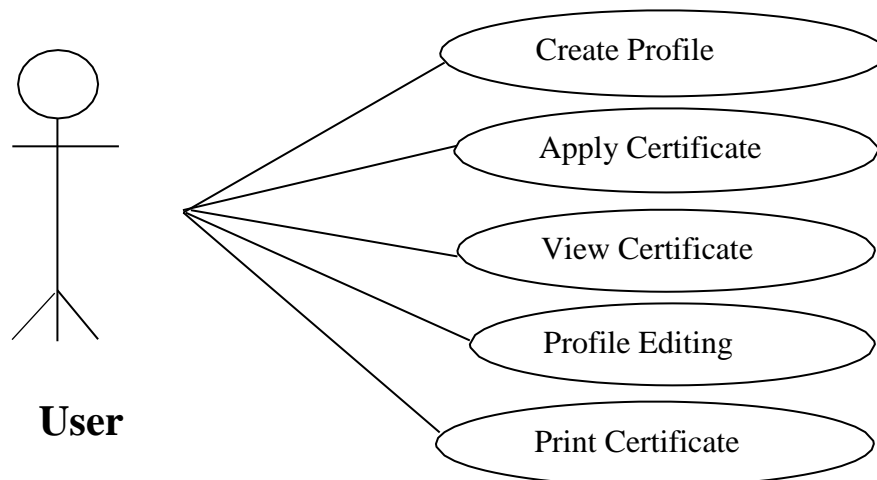 Create Profile
Apply Certificate
View Certificate
Profile Editing
Print Certificate
User